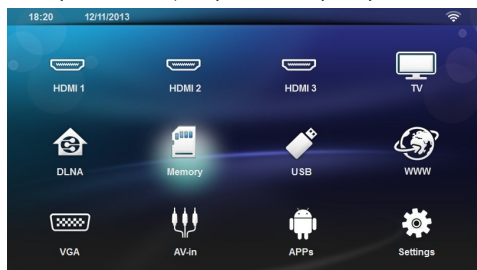 18:20 12/11/2013
HDMI 1 HDMI 2 HDMI 3 TV
DLNA Memory USB WWW
VGA AV-in APPs Settings